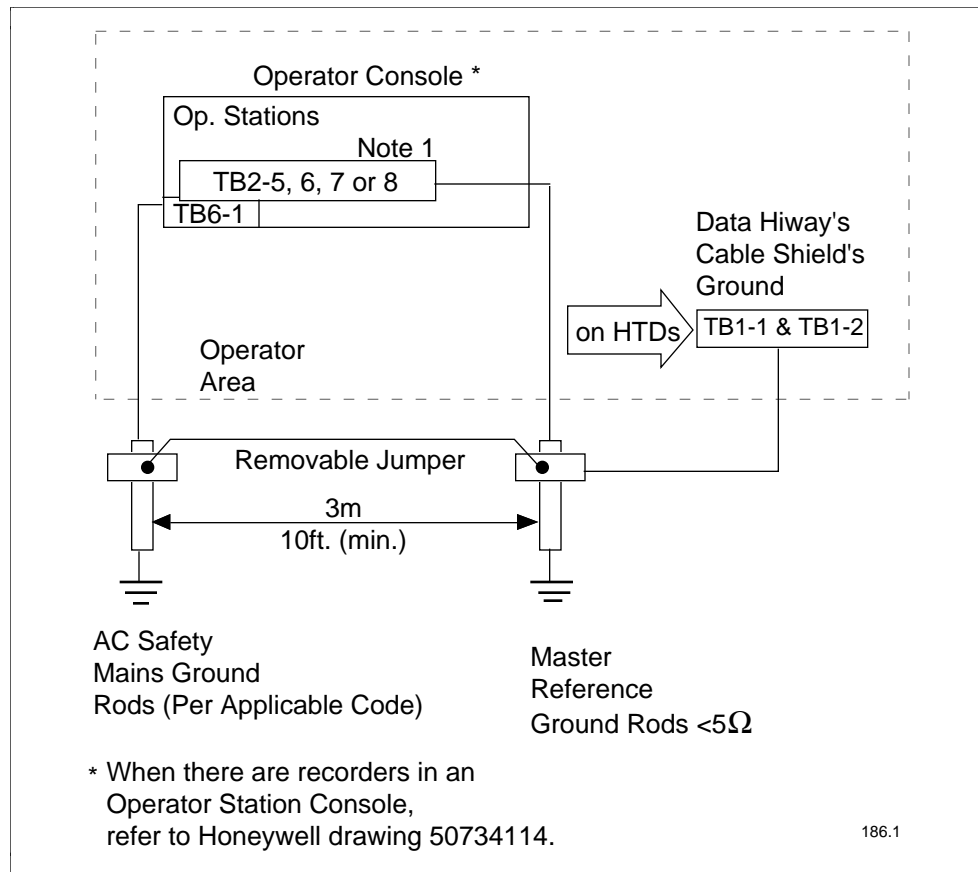 Operator Console *
Op. Stations
Note 1
TB2-5, 6, 7 or 8
TB6-1
Data Hiway's
Cable Shield's
Ground
on HTDs
TB1-1 & TB1-2
Operator
Area
Removable Jumper
3m
10ft. (min.)
AC Safety
Mains Ground
Rods (Per Applicable Code)
Master
Reference
Ground Rods <5Ω
* When there are recorders in an
Operator Station Console,
refer to Honeywell drawing 50734114.
186.1